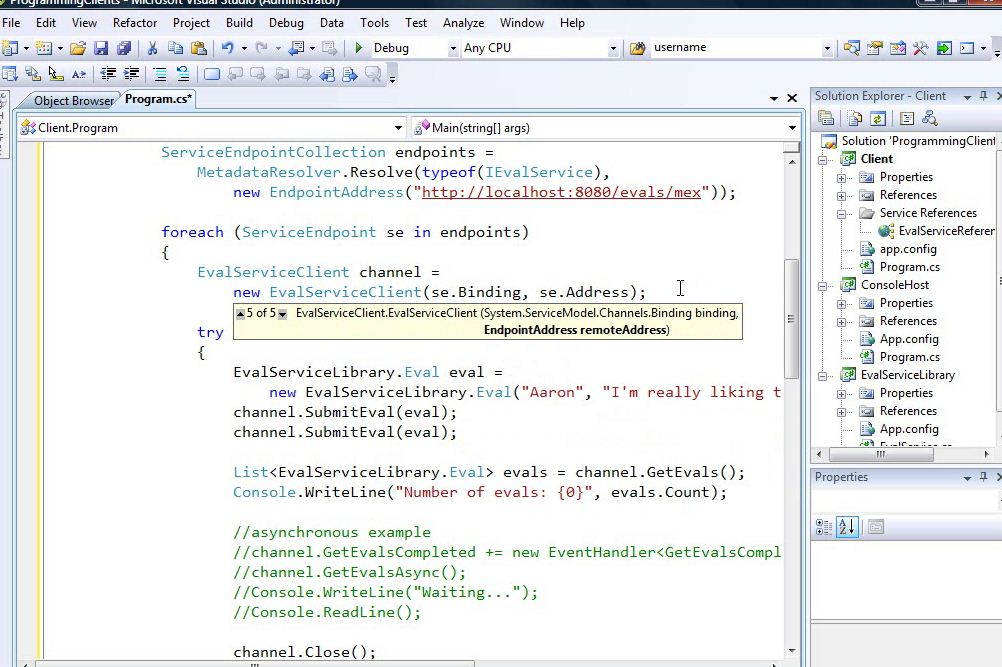 ProgrammingClients - Microsoft Visual Studio (Administrator)
File Edit View Refactor Project Build Debug Data Tools Test Analyze Window Help
Debug Any CPU username
Object Browser Program.cs*
Client.Program Main(string[] args)
ServiceEndpointCollection endpoints =
MetadataResolver.Resolve(typeof(IEvalService),
new EndpointAddress("http://localhost:8080/evals/mex"));
foreach (ServiceEndpoint se in endpoints)
{
EvalServiceClient channel =
new EvalServiceClient(se.Binding, se.Address);
5 of 5 EvalServiceClient.EvalServiceClient (System.ServiceModel.Channels.Binding binding,
EndpointAddress remoteAddress)
try
{
EvalServiceLibrary.Eval eval =
new EvalServiceLibrary.Eval("Aaron", "I'm really liking t
channel.SubmitEval(eval);
channel.SubmitEval(eval);
List<EvalServiceLibrary.Eval> evals = channel.GetEvals();
Console.WriteLine("Number of evals: {0}", evals.Count);
//asynchronous example
//channel.GetEvalsCompleted += new EventHandler<GetEvalsCompl
//channel.GetEvalsAsync();
//Console.WriteLine("Waiting...");
//Console.ReadLine();
channel.Close();
Solution Explorer - Client
Solution 'ProgrammingClient
Client
Properties
References
Service References
EvalServiceReferen
app.config
Program.cs
ConsoleHost
Properties
References
App.config
Program.cs
EvalServiceLibrary
Properties
References
App.config
EvalService.cs
Properties